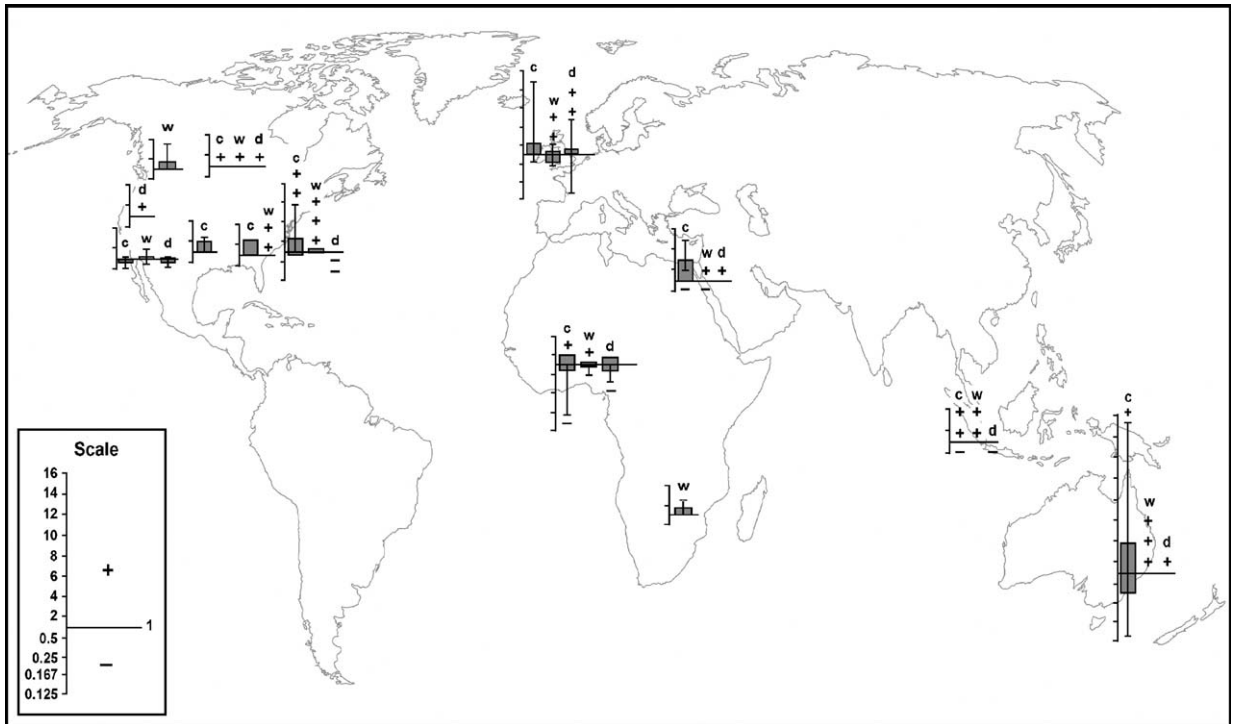 c d
+
w +
+
+
w
c w d
+ + +
c
+
w
+
+
+
+ d
−
−
d
+
c w d
c
c w
+
+
c
w d
+ +
− −
c w d
+ +
−
−
c w
+ +
+ + d
− −
c
+
w
+
+ d
+ +
w
Scale
16
14
12
10
8
+
6
4
2
1
0.5
0.25
−
0.167
0.125